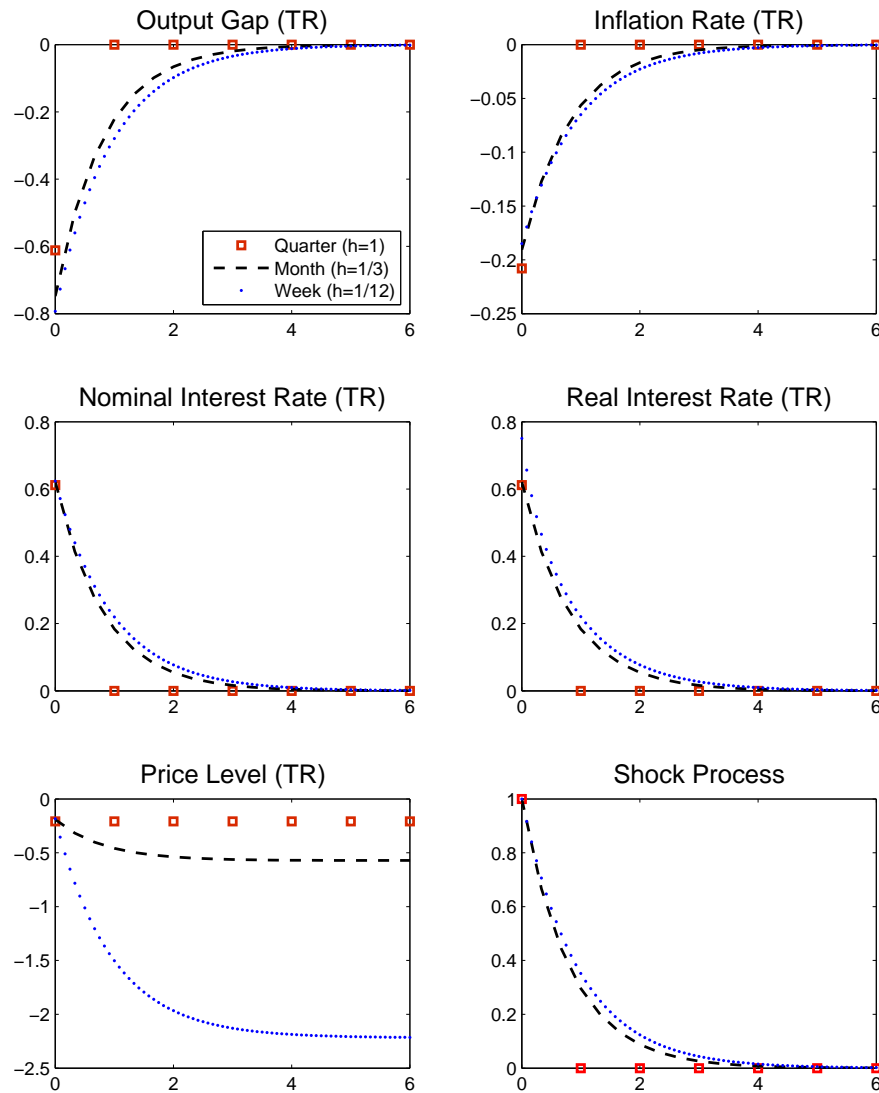 Output Gap (TR)
0
−0.2
−0.4
−0.6
−0.8
0 2 4 6
Quarter (h=1)
Month (h=1/3)
Week (h=1/12)
Inflation Rate (TR)
0
−0.05
−0.1
−0.15
−0.2
−0.25
0 2 4 6
Nominal Interest Rate (TR)
0.8
0.6
0.4
0.2
0
0 2 4 6
Real Interest Rate (TR)
0.8
0.6
0.4
0.2
0
0 2 4 6
Price Level (TR)
0
−0.5
−1
−1.5
−2
−2.5
0 2 4 6
Shock Process
1
0.8
0.6
0.4
0.2
0
0 2 4 6